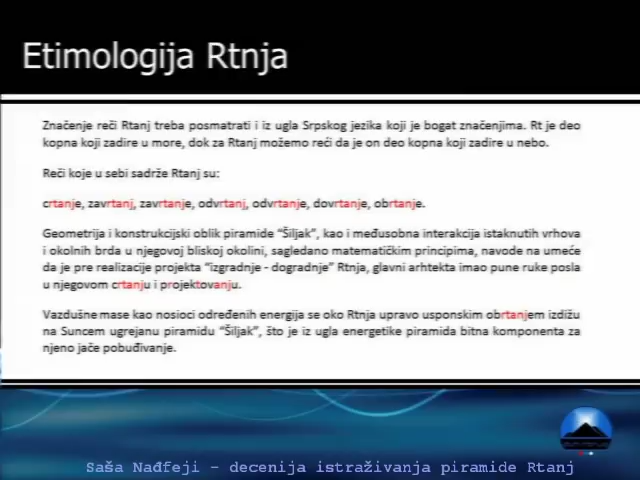 Etimologija Rtnja
Značenje reči Rtanj treba posmatrati i iz ugla Srpskog jezika koji je bogat značenjima. Rt je deo
kopna koji zadire u more, dok za Rtanj možemo reći da je on deo kopna koji zadire u nebo.
Reči koje u sebi sadrže Rtanj su:
crtanje, zavrtanj, zavrtanje, odvrtanj, odvrtanje, dovrtanje, obrtanje.
Geometrija i konstrukcijski oblik piramide "Šiljak", kao i međusobna interakcija istaknutih vrhova
i okolnih brda u njegovoj bliskoj okolini, sagledano matematičkim principima, navode na umeće
da je pre realizacije projekta "izgradnje - dogradnje" Rtnja, glavni arhtekta imao pune ruke posla
u njegovom crtanju i projektovanju.
Vazdušne mase kao nosioci određenih energija se oko Rtnja upravo usponskim obrtanjem izdižu
na Suncem ugrejanu piramidu "Šiljak", što je iz ugla energetike piramida bitna komponenta za
njeno jače pobuđivanje.
Saša Nađfeji - decenija istraživanja piramide Rtanj